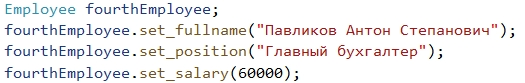 Employee fourthEmployee;
fourthEmployee.set_fullname("Павликов Антон Степанович");
fourthEmployee.set_position("Главный бухгалтер");
fourthEmployee.set_salary(60000);